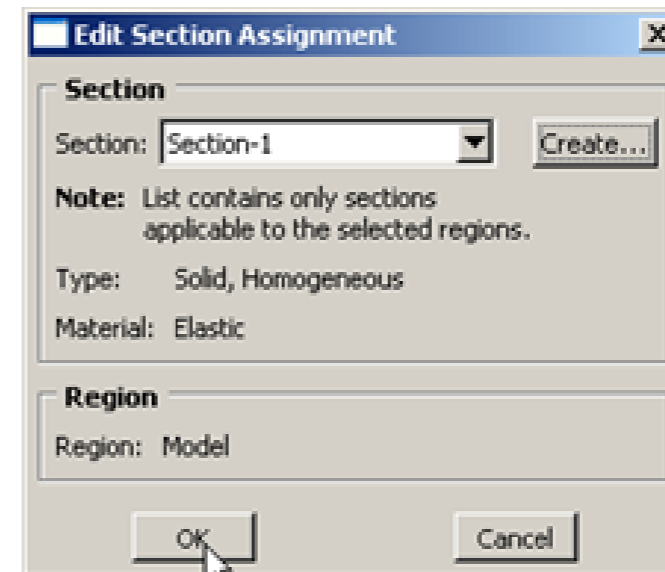 Edit Section Assignment X
Section
Section: Section-1 Create...
Note: List contains only sections
applicable to the selected regions.
Type: Solid, Homogeneous
Material: Elastic
Region
Region: Model
OK Cancel